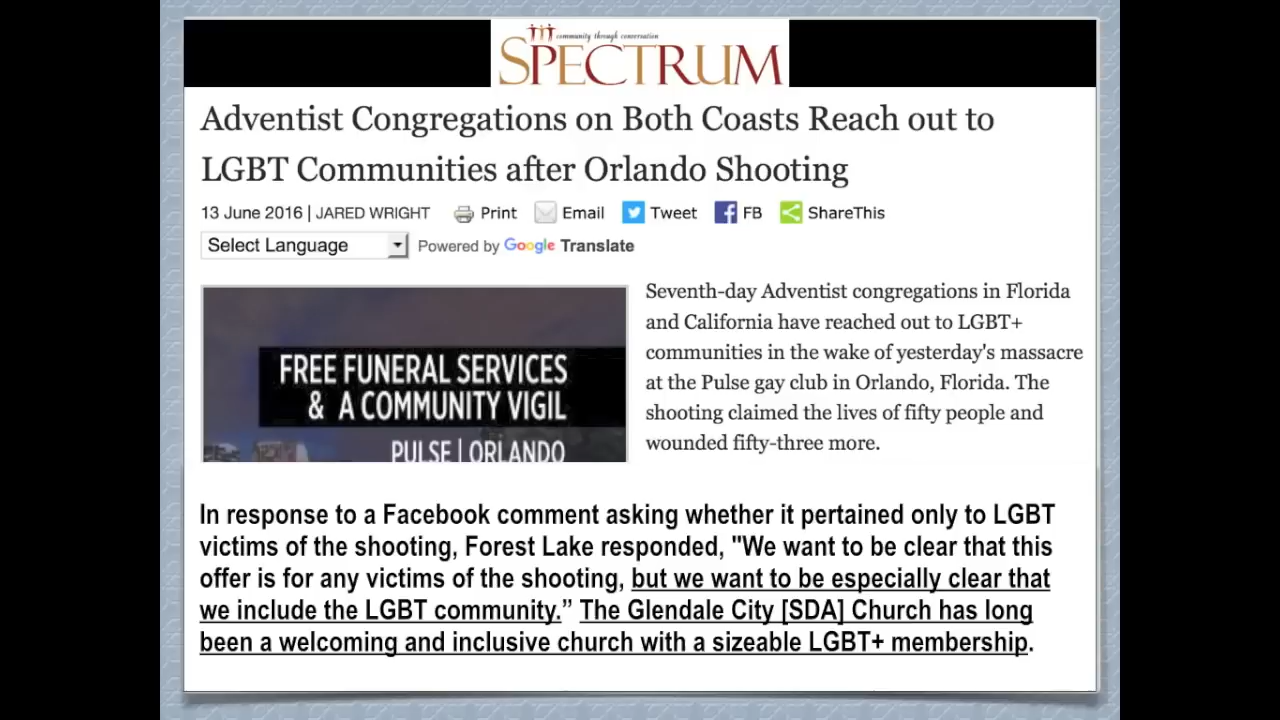 community through conversation
SPECTRUM
Adventist Congregations on Both Coasts Reach out to
LGBT Communities after Orlando Shooting
13 June 2016 | JARED WRIGHT Print Email Tweet FB ShareThis
Select Language Powered by Google Translate
FREE FUNERAL SERVICES
& A COMMUNITY VIGIL
PULSE | ORLANDO
Seventh-day Adventist congregations in Florida
and California have reached out to LGBT+
communities in the wake of yesterday's massacre
at the Pulse gay club in Orlando, Florida. The
shooting claimed the lives of fifty people and
wounded fifty-three more.
In response to a Facebook comment asking whether it pertained only to LGBT
victims of the shooting, Forest Lake responded, "We want to be clear that this
offer is for any victims of the shooting, but we want to be especially clear that
we include the LGBT community.” The Glendale City [SDA] Church has long
been a welcoming and inclusive church with a sizeable LGBT+ membership.